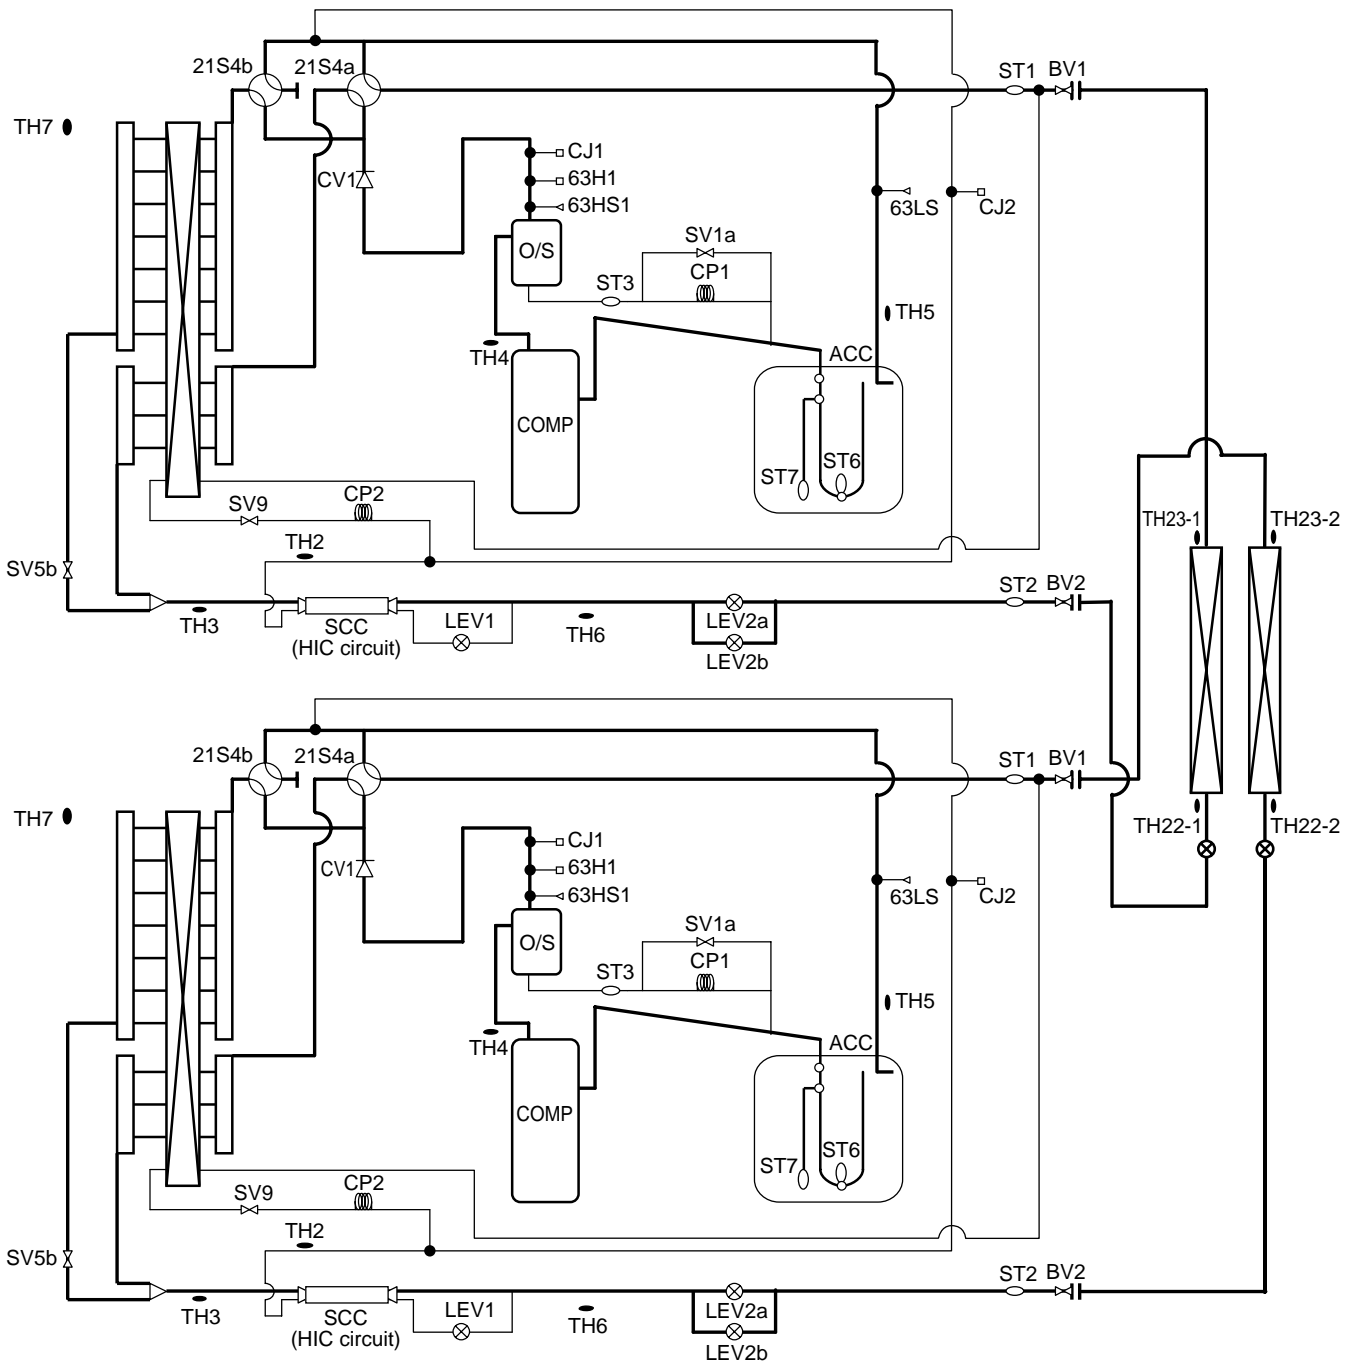 21S4b 21S4a
ST1 BV1
TH7
CJ1
CV1
63H1
63HS1
63LS
CJ2
SV1a
O/S
CP1
ST3
TH5
TH4
ACC
COMP
ST7
ST6
CP2
SV9
TH23-1
TH23-2
TH2
SV5b
ST2 BV2
TH3
SCC
(HIC circuit)
LEV1
TH6
LEV2a
LEV2b
21S4b 21S4a
ST1 BV1
TH7
TH22-1
TH22-2
CJ1
CV1
63H1
63HS1
63LS
CJ2
SV1a
O/S
CP1
ST3
TH5
TH4
ACC
COMP
ST7
ST6
CP2
SV9
TH2
SV5b
ST2 BV2
TH3
SCC
(HIC circuit)
LEV1
TH6
LEV2a
LEV2b